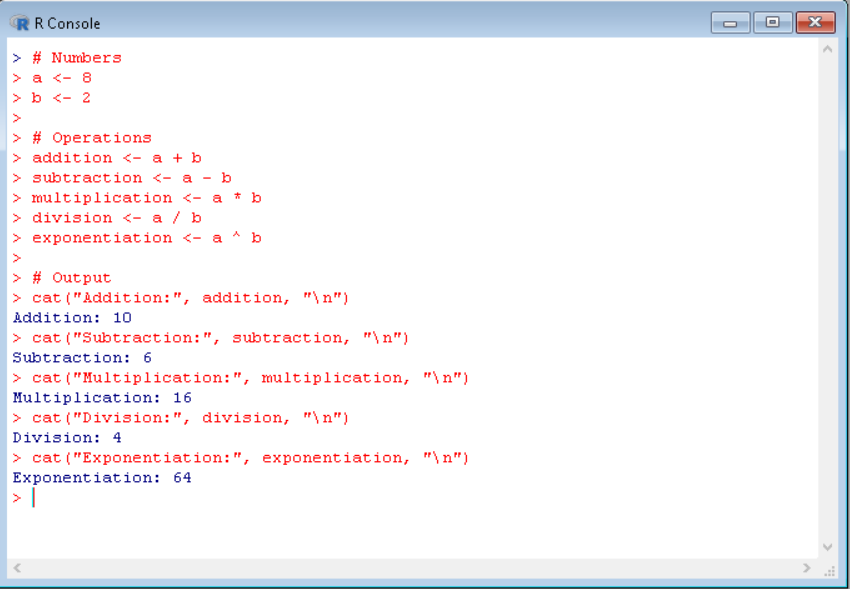 R Console
> # Numbers
> a <- 8
> b <- 2
>
> # Operations
> addition <- a + b
> subtraction <- a - b
> multiplication <- a * b
> division <- a / b
> exponentiation <- a ^ b
>
> # Output
> cat("Addition:", addition, "\n")
Addition: 10
> cat("Subtraction:", subtraction, "\n")
Subtraction: 6
> cat("Multiplication:", multiplication, "\n")
Multiplication: 16
> cat("Division:", division, "\n")
Division: 4
> cat("Exponentiation:", exponentiation, "\n")
Exponentiation: 64
>